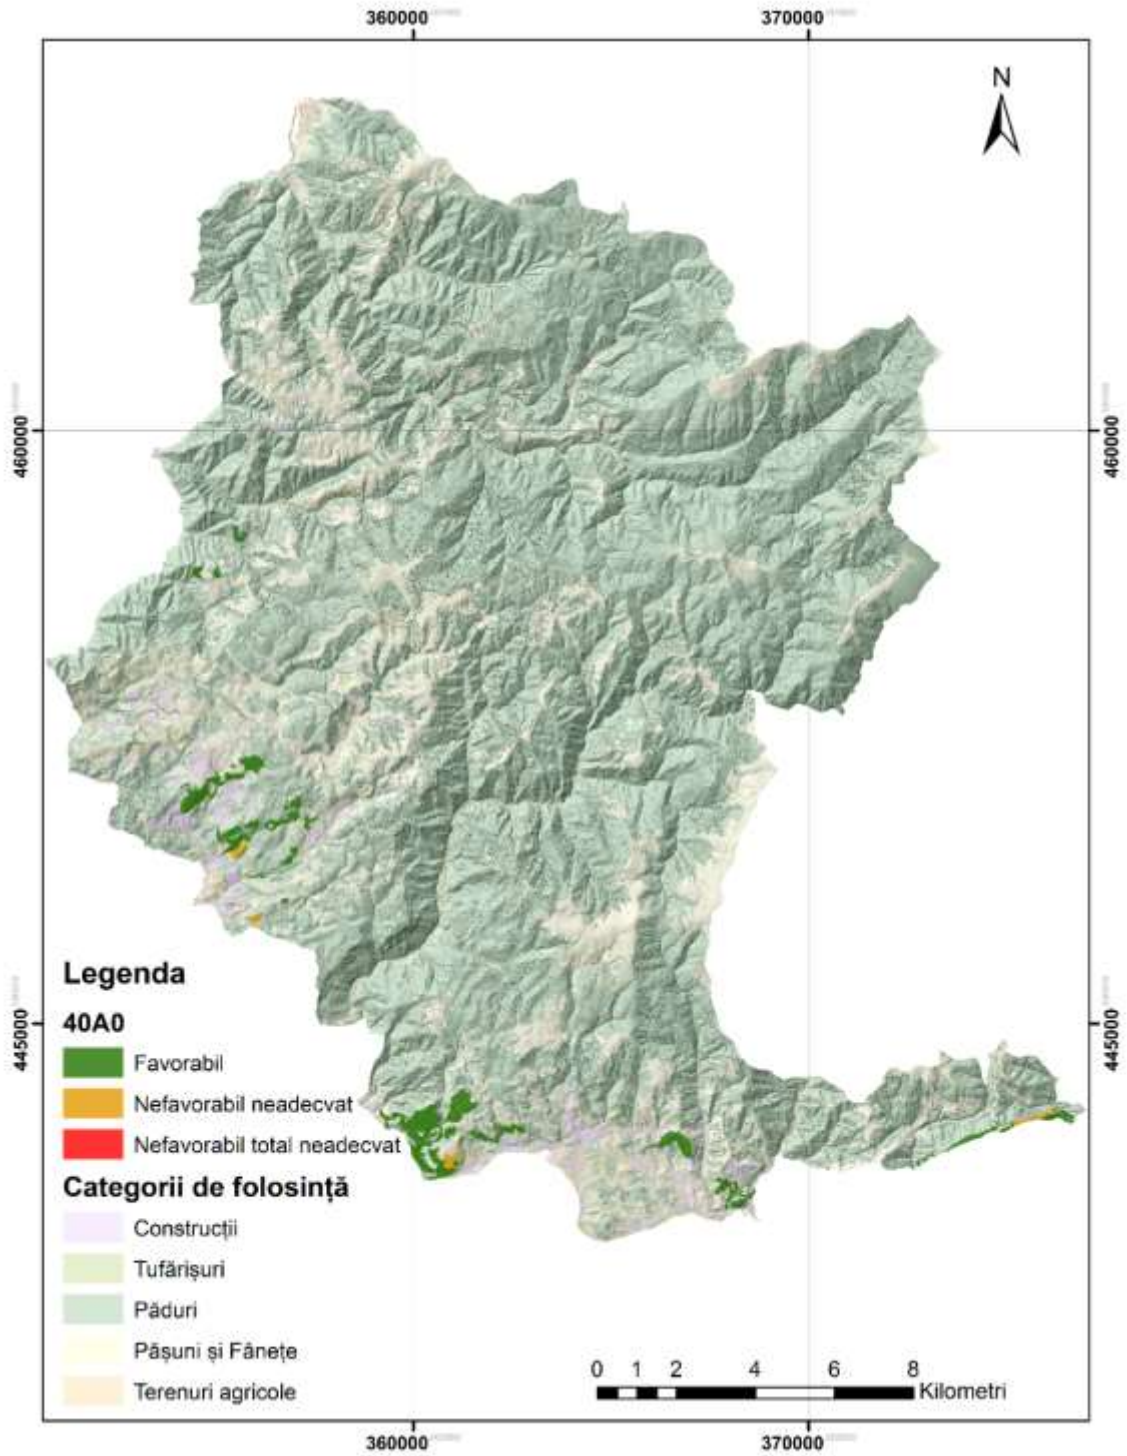 360000
370000
N
460000
460000
445000
445000
Legenda
40A0
Favorabil
Nefavorabil neadecvat
Nefavorabil total neadecvat
Categorii de folosință
Construcții
Tufărișuri
Păduri
Pășuni și Fânețe
Terenuri agricole
0 1 2 4 6 8
Kilometri
360000
370000